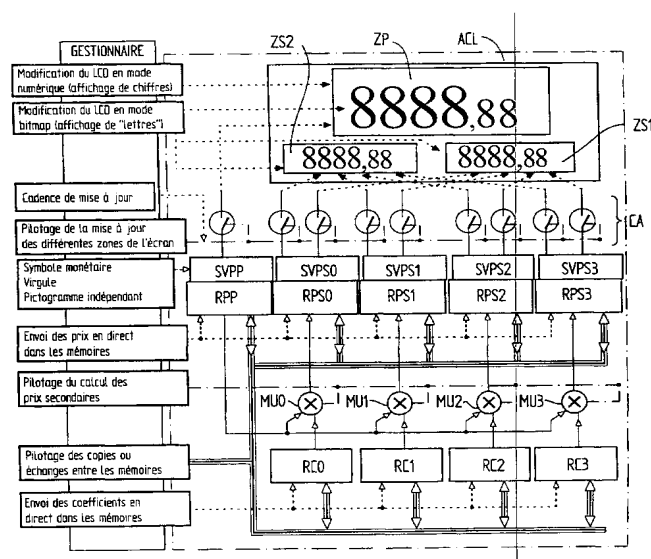 GESTIONNAIRE
ZS2
ZP
ACL
Modification du LCD en mode
numérique (affichage de chiffres)
Modification du LCD en mode
bitmap (affichage de "lettres")
8888,88
8888,88
8888,88
ZS1
Cadence de mise à jour
Pilotage de la mise à jour
des différentes zones de l'écran
CA
Symbole monétaire
Virgule
Pictogramme indépendant
SVPP
SVPS0
SVPS1
SVPS2
SVPS3
RPP
RPS0
RPS1
RPS2
RPS3
Envoi des prix en direct
dans les mémoires
Pilotage du calcul des
prix secondaires
MU0
MU1
MU2
MU3
Pilotage des copies ou
échanges entre les mémoires
RC0
RC1
RC2
RC3
Envoi des coefficients en
direct dans les mémoires